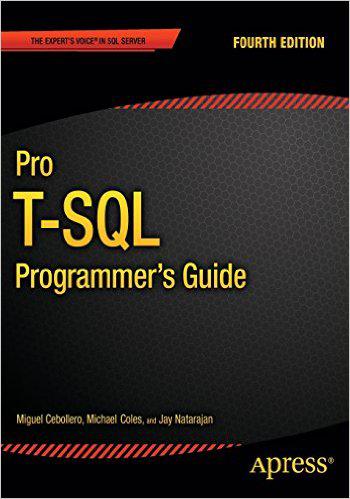 THE EXPERT'S VOICE® IN SQL SERVER
FOURTH EDITION
Pro
T-SQL
Programmer's Guide
Miguel Cebollero, Michael Coles, and Jay Natarajan
Apress®